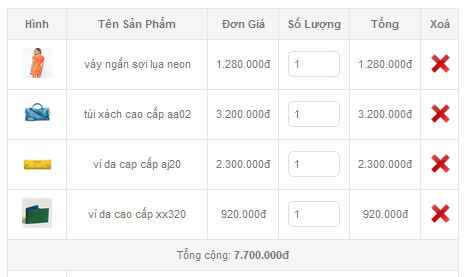 Hình Tên Sản Phẩm Đơn Giá Số Lượng Tổng Xoá
váy ngắn sợi lụa neon 1.280.000đ 1 1.280.000đ
túi xách cao cấp aa02 3.200.000đ 1 3.200.000đ
ví da cap cấp aj20 2.300.000đ 1 2.300.000đ
ví da cao cấp xx320 920.000đ 1 920.000đ
Tổng cộng: 7.700.000đ